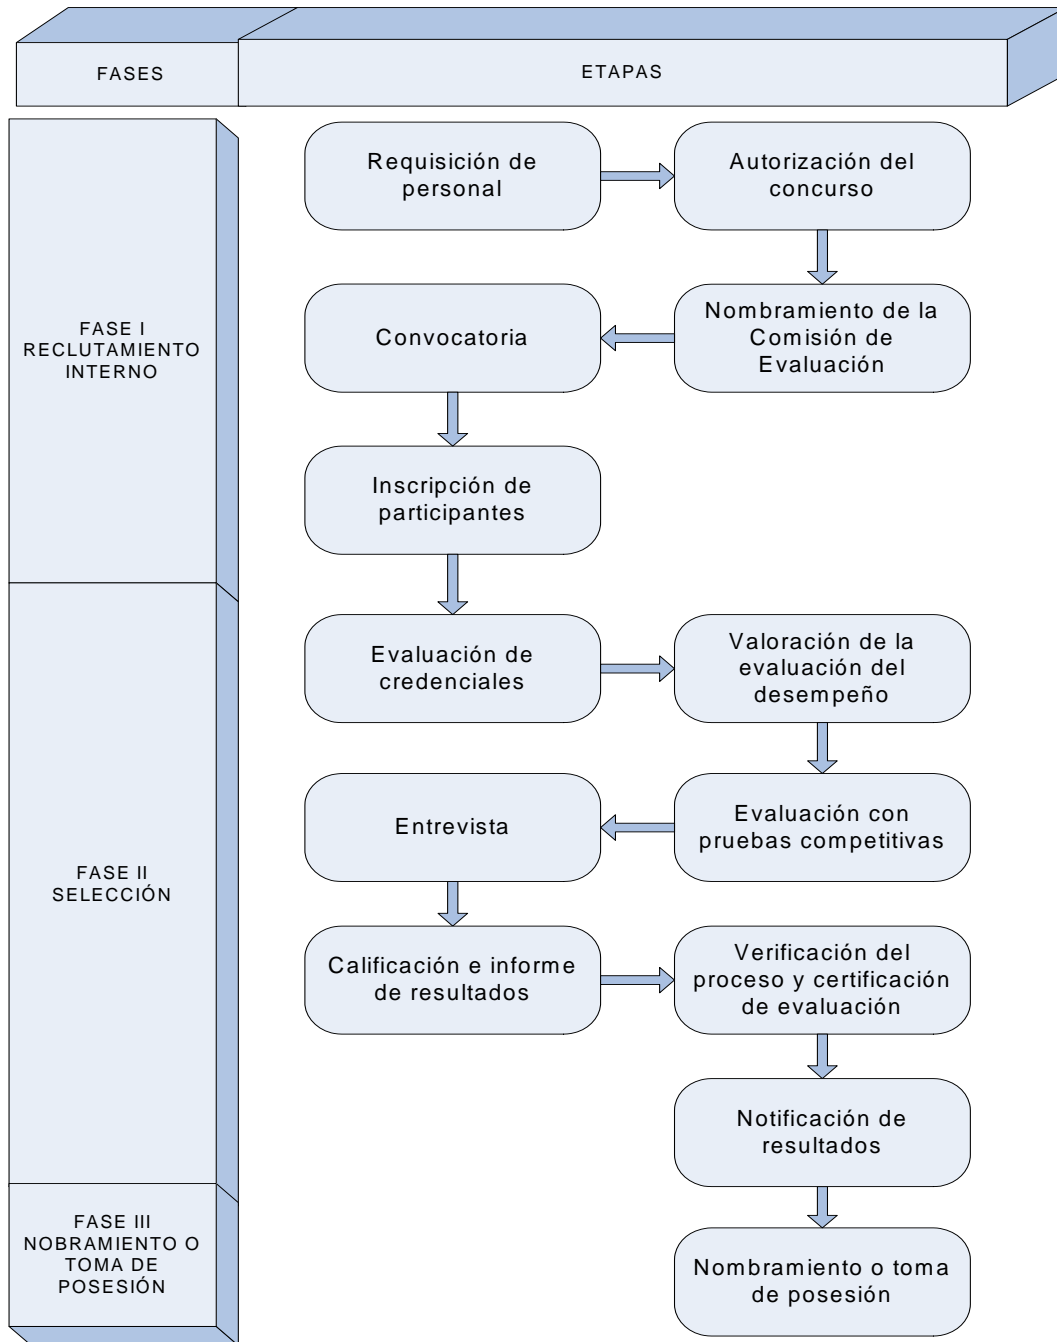 FASES
ETAPAS
FASE I
RECLUTAMIENTO
INTERNO
Requisición de
personal
Autorización del
concurso
Nombramiento de la
Comisión de
Evaluación
Convocatoria
Inscripción de
participantes
FASE II
SELECCIÓN
Evaluación de
credenciales
Valoración de la
evaluación del
desempeño
Evaluación con
pruebas competitivas
Entrevista
Calificación e informe
de resultados
Verificación del
proceso y certificación
de evaluación
Notificación de
resultados
FASE III
NOBRAMIENTO O
TOMA DE
POSESIÓN
Nombramiento o toma
de posesión